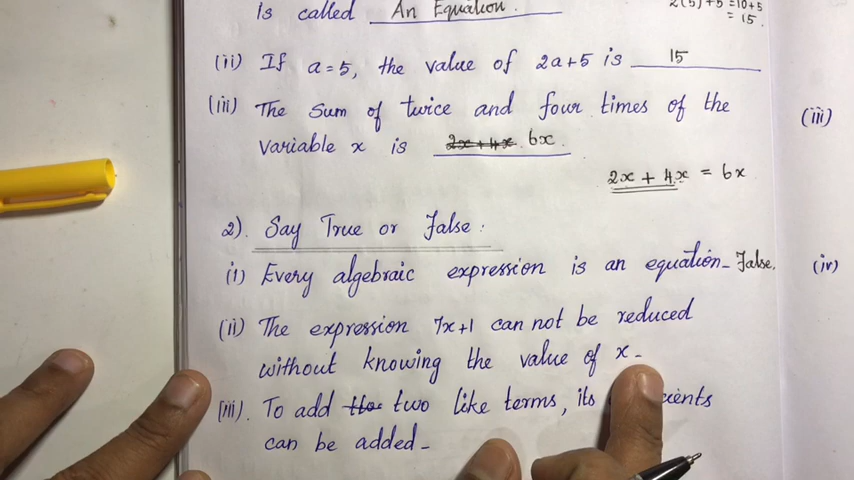 is called An Equation.
2(5)+5 =10+5
= 15.
(ii) If a=5, the value of 2a+5 is 15
(iii) The Sum of twice and four times of the
variable x is 2x+4x 6x.
2x + 4x = 6x
2). Say True or False:
(i) Every algebraic expression is an equation- False.
(ii) The expression 7x+1 can not be reduced
without knowing the value of x-
(iii). To add two like terms, its
can be added-
(iii)
(iv)